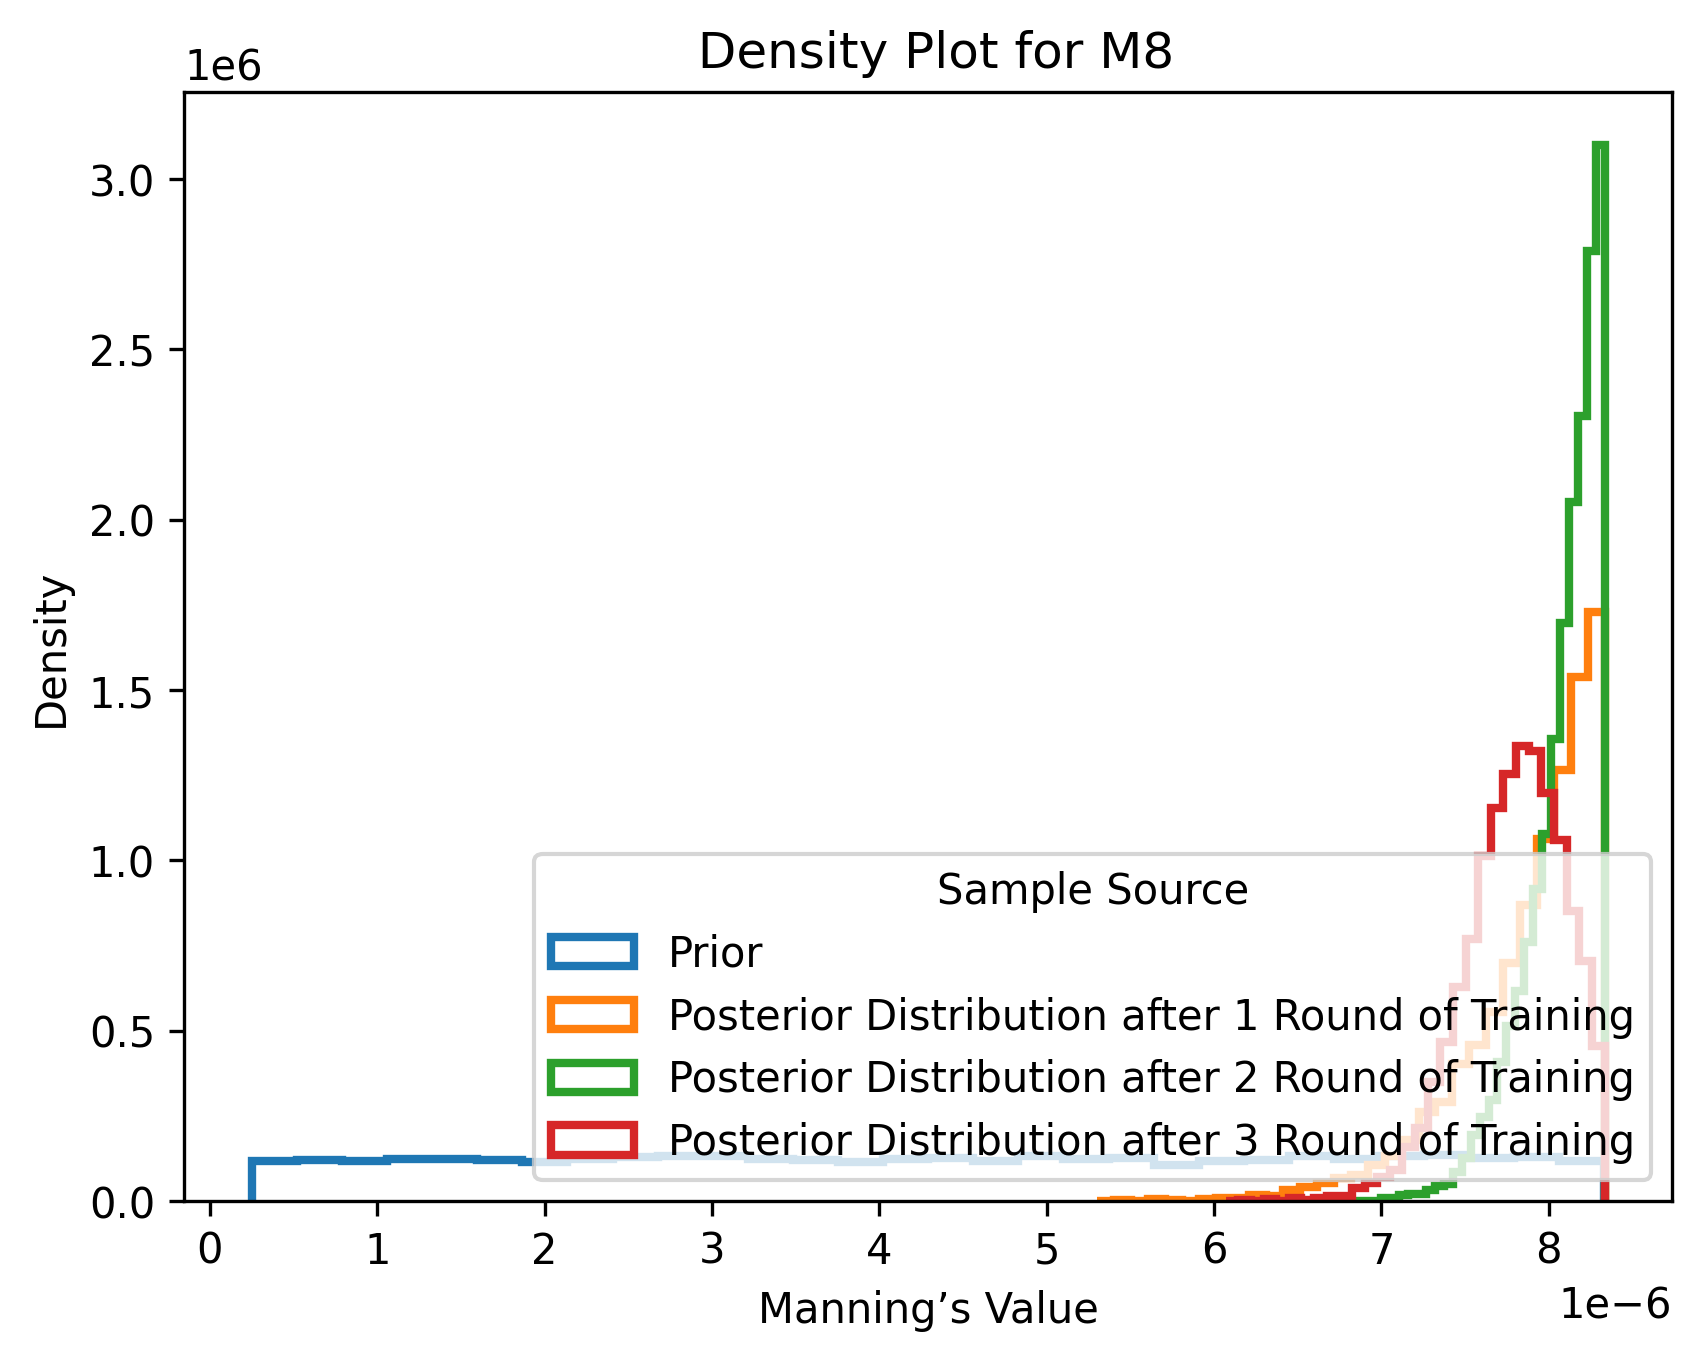 Density Plot for M8
1e6
3.0
2.5
2.0
1.5
1.0
0.5
0.0
Density
Sample Source
Prior
Posterior Distribution after 1 Round of Training
Posterior Distribution after 2 Round of Training
Posterior Distribution after 3 Round of Training
0 1 2 3 4 5 6 7 8
1e−6
Manning’s Value